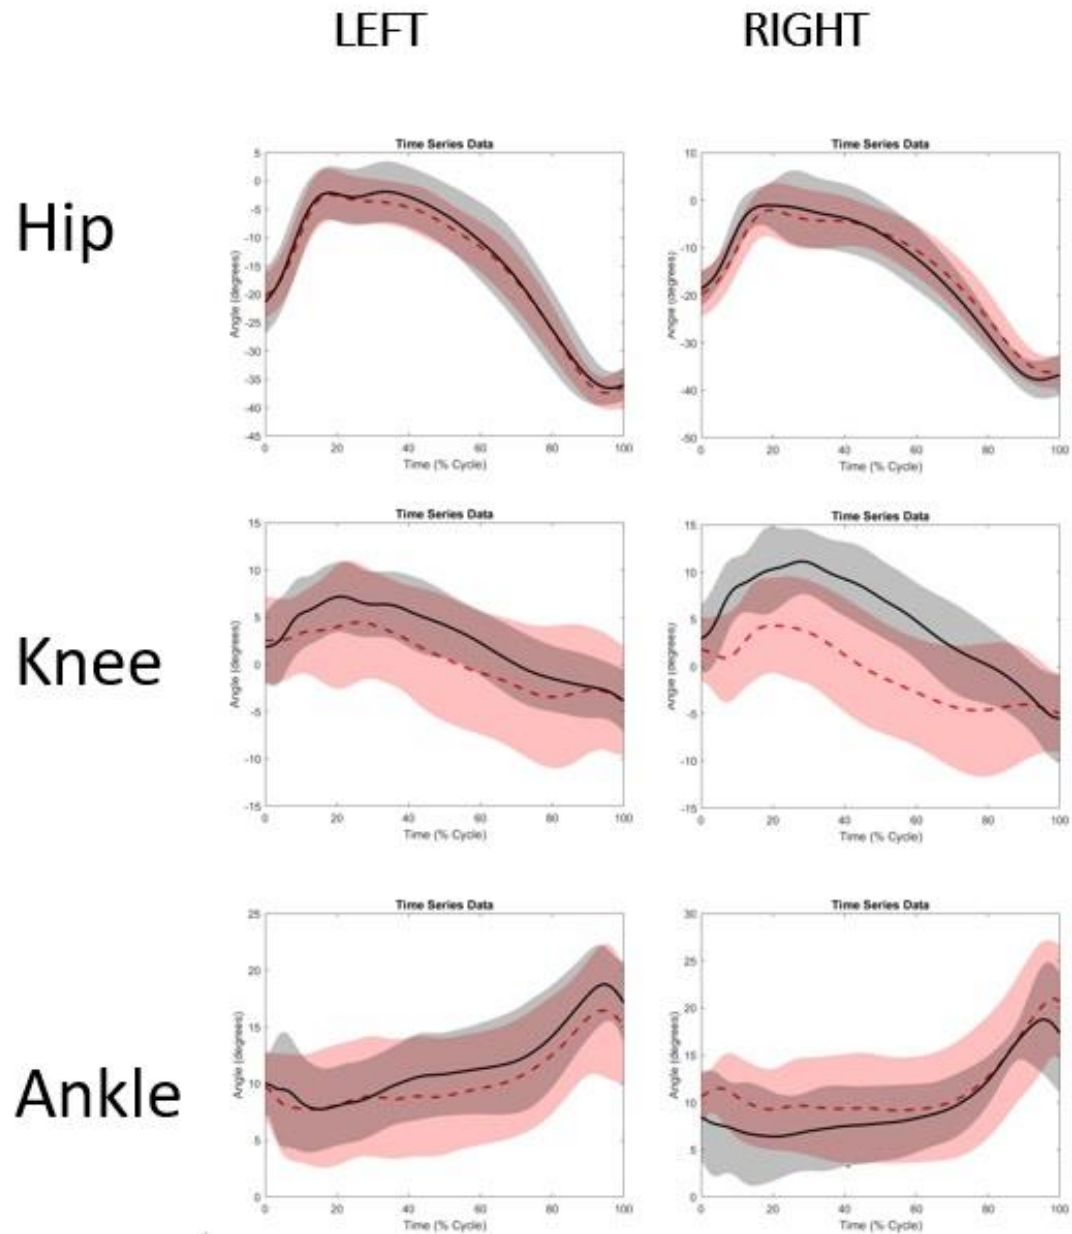 LEFT RIGHT
Hip
Time Series Data
5
0
-5
-10
-15
-20
-25
-30
-35
-40
-45
0 20 40 60 80 100
Angle (degrees)
Time (% Cycle)
Time Series Data
10
0
-10
-20
-30
-40
-50
0 20 40 60 80 100
Angle (degrees)
Time (% Cycle)
Knee
Time Series Data
15
10
5
0
-5
-10
-15
0 20 40 60 80 100
Angle (degrees)
Time (% Cycle)
Time Series Data
15
10
5
0
-5
-10
-15
0 20 40 60 80 100
Angle (degrees)
Time (% Cycle)
Ankle
Time Series Data
25
20
15
10
5
0
0 20 40 60 80 100
Angle (degrees)
Time (% Cycle)
Time Series Data
30
25
20
15
10
5
0
0 20 40 60 80 100
Angle (degrees)
Time (% Cycle)